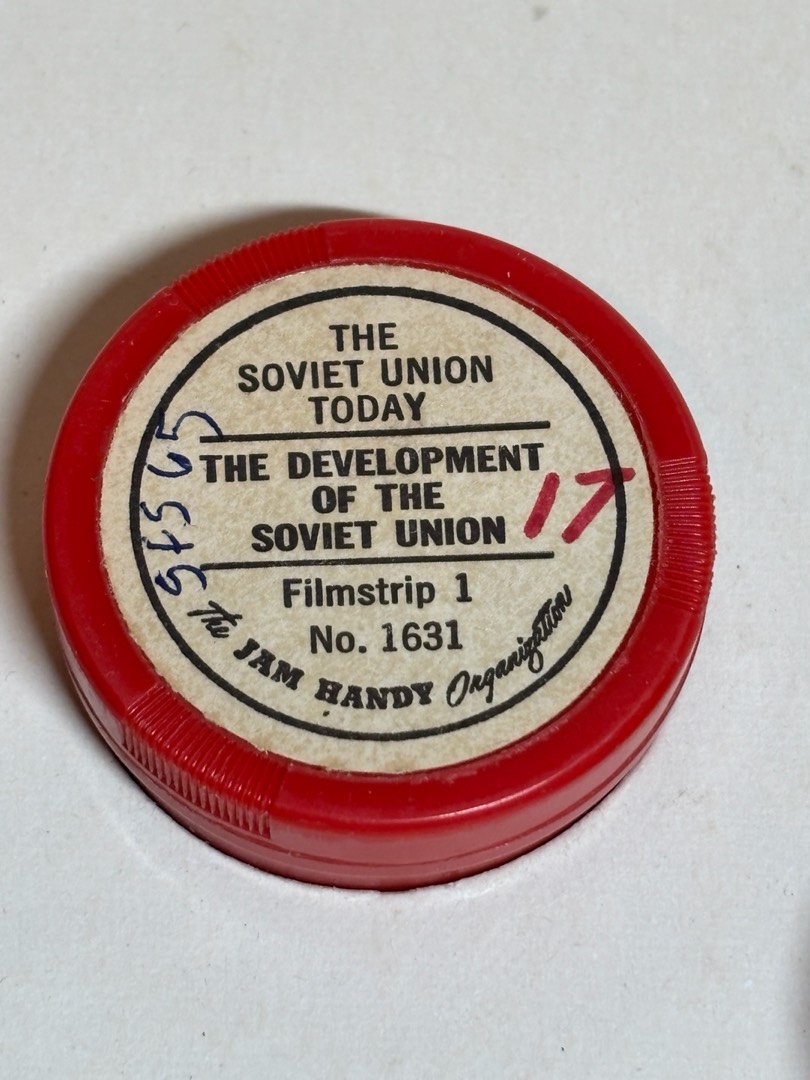 THE
SOVIET UNION
TODAY
THE DEVELOPMENT
OF THE
SOVIET UNION
17
Filmstrip 1
No. 1631
The JAM HANDY Organization